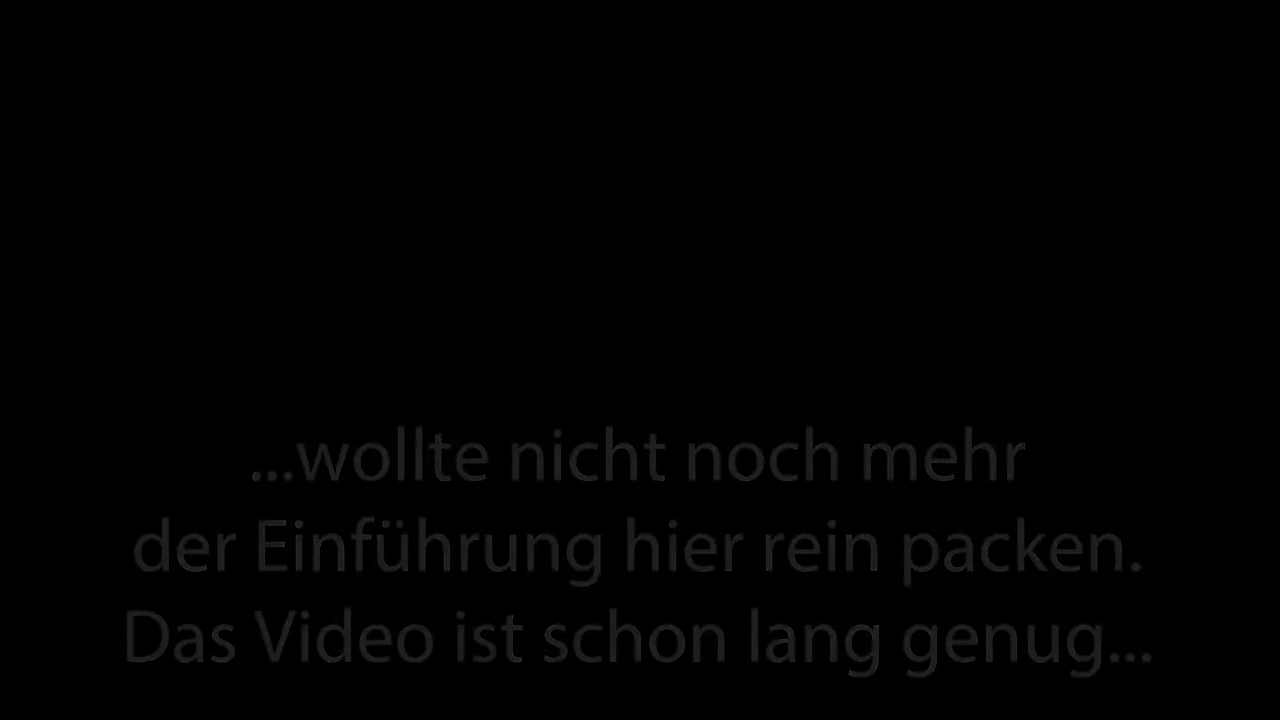 ...wollte nicht noch mehr
der Einführung hier rein packen.
Das Video ist schon lang genug...